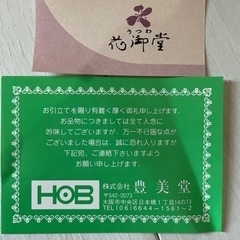 うつわ
花御堂
お引立てを賜り有難く厚く御礼申し上げます。
お品物につきましては全て入念に
吟味してございますが、万一不行届な点が
ございました場合は、誠に恐れ入りますが
下記宛、ご連絡下さいますよう
お願い申し上げます。
HOB 株式会社 豊美堂
〒542-0073
大阪市中央区日本橋1丁目14の13
TEL(06)6644-1561~2